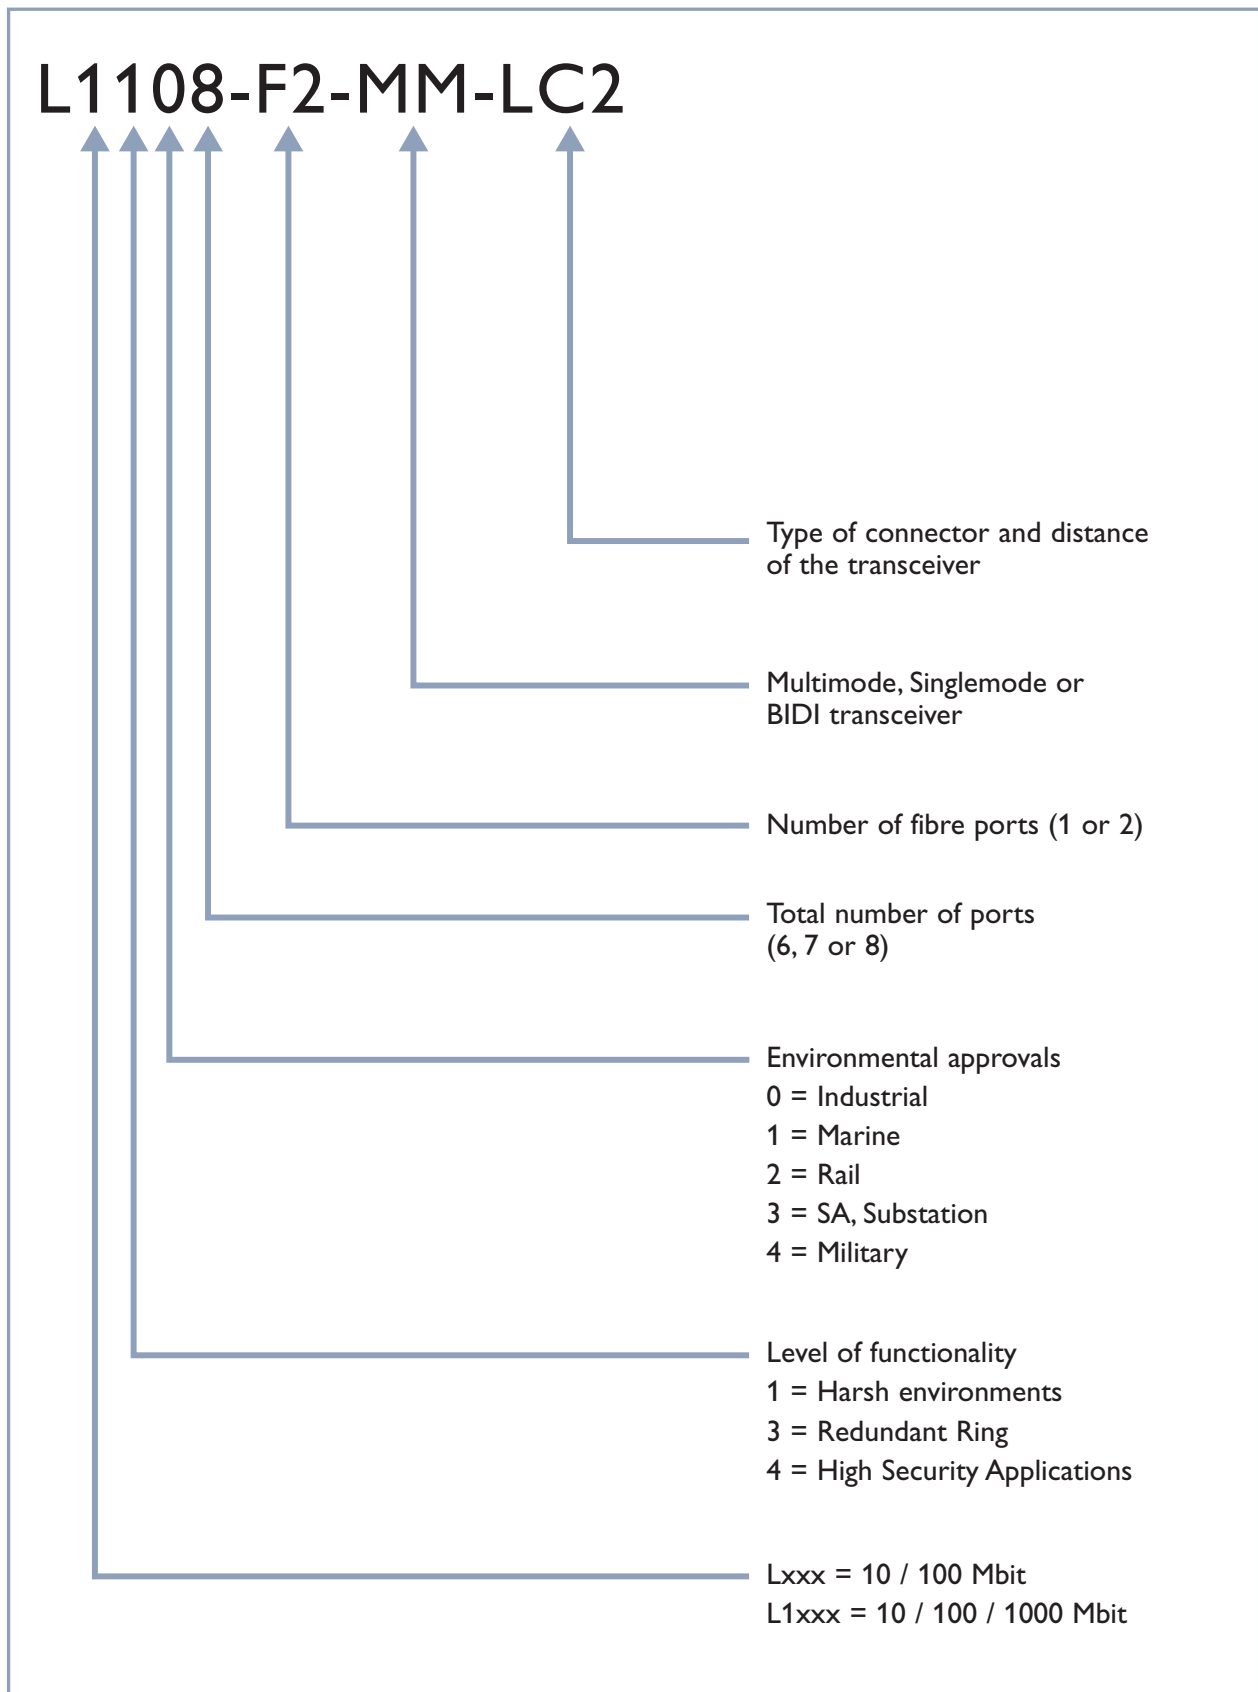 L1108-F2-MM-LC2
Type of connector and distance
of the transceiver
Multimode, Singlemode or
BIDI transceiver
Number of fibre ports (1 or 2)
Total number of ports
(6, 7 or 8)
Environmental approvals
0 = Industrial
1 = Marine
2 = Rail
3 = SA, Substation
4 = Military
Level of functionality
1 = Harsh environments
3 = Redundant Ring
4 = High Security Applications
Lxxx = 10 / 100 Mbit
L1xxx = 10 / 100 / 1000 Mbit